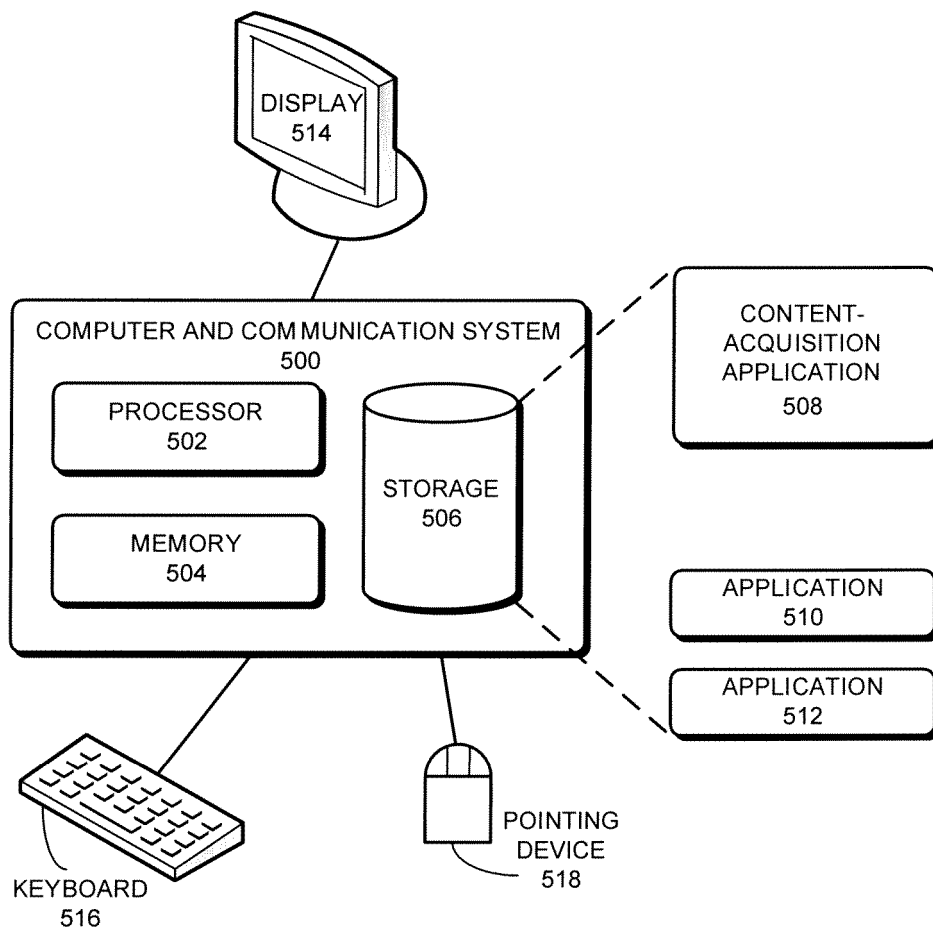 DISPLAY
514
COMPUTER AND COMMUNICATION SYSTEM
500
PROCESSOR
502
MEMORY
504
STORAGE
506
CONTENT-
ACQUISITION
APPLICATION
508
APPLICATION
510
APPLICATION
512
KEYBOARD
516
POINTING
DEVICE
518